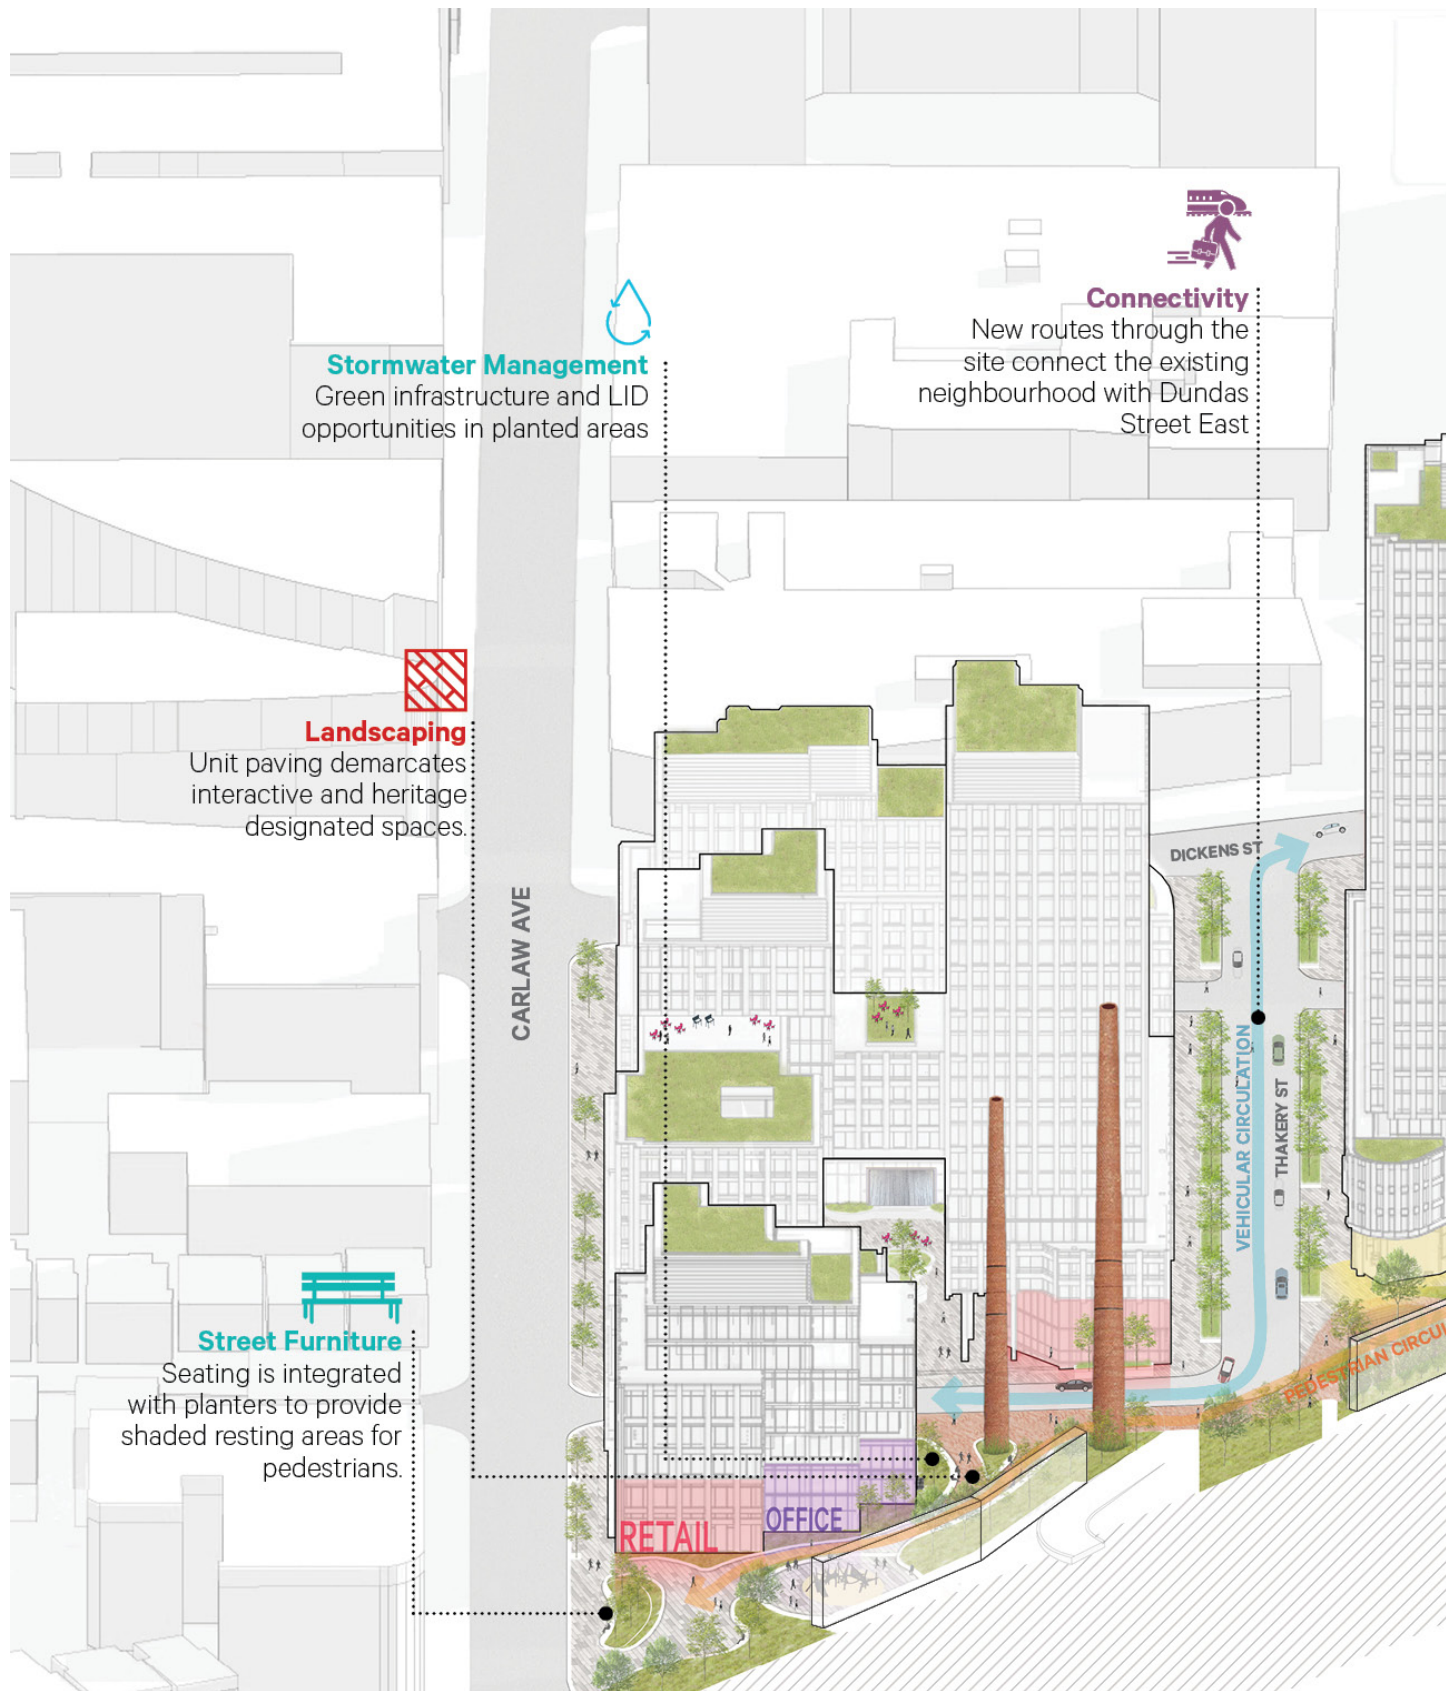 Connectivity
New routes through the
site connect the existing
neighbourhood with Dundas
Street East
Stormwater Management
Green infrastructure and LID
opportunities in planted areas
Landscaping
Unit paving demarcates
interactive and heritage
designated spaces.
DICKENS ST
CARLAW AVE
VEHICULAR CIRCULATION
THAKERY ST
Street Furniture
Seating is integrated
with planters to provide
shaded resting areas for
pedestrians.
PEDESTRIAN CIRCU
OFFICE
RETAIL